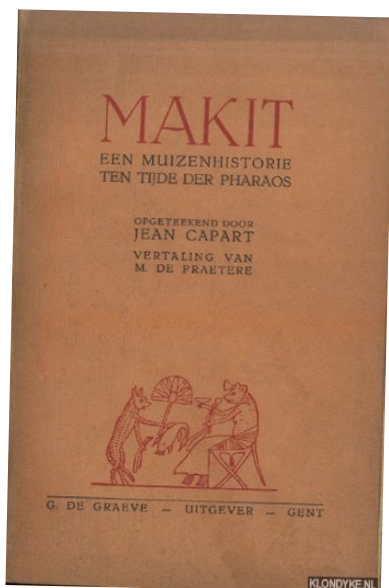 MAKIT
EEN MUIZENHISTORIE
TEN TIJDE DER PHARAOS
OPGETEEKEND DOOR
JEAN CAPART
VERTALING VAN
M. DE PRAETERE
G. DE GRAEVE — UITGEVER — GENT
KLONDYKE.NL